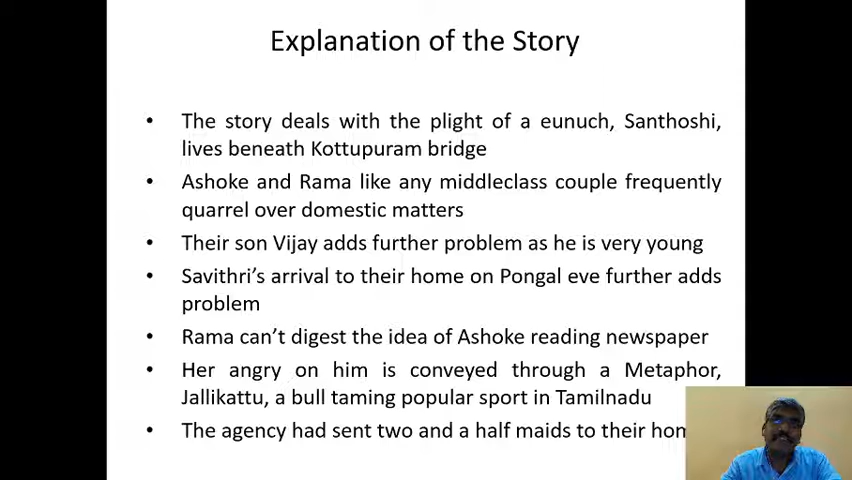 Explanation of the Story
• The story deals with the plight of a eunuch, Santhoshi,
lives beneath Kottupuram bridge
• Ashoke and Rama like any middleclass couple frequently
quarrel over domestic matters
• Their son Vijay adds further problem as he is very young
• Savithri's arrival to their home on Pongal eve further adds
problem
• Rama can't digest the idea of Ashoke reading newspaper
• Her angry on him is conveyed through a Metaphor,
Jallikattu, a bull taming popular sport in Tamilnadu
• The agency had sent two and a half maids to their